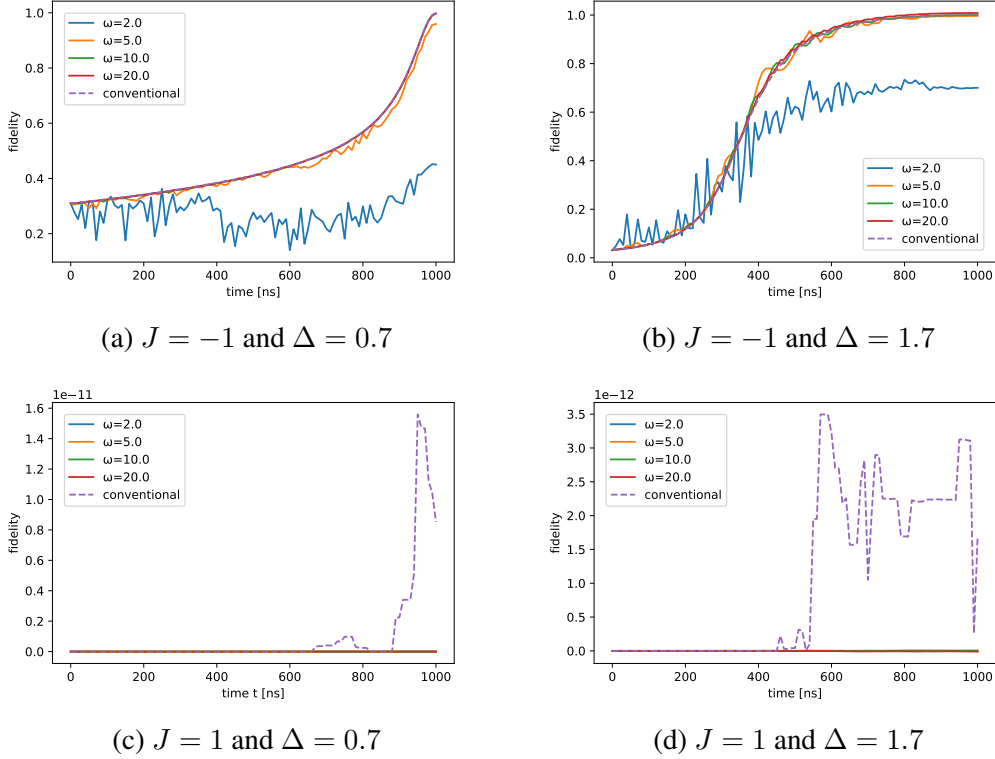 1.0
0.8
0.6
0.4
0.2
fidelity
ω=2.0
ω=5.0
ω=10.0
ω=20.0
conventional
0 200 400 600 800 1000
time [ns]
(a) J = −1 and Δ = 0.7
1.0
0.8
0.6
0.4
0.2
0.0
fidelity
ω=2.0
ω=5.0
ω=10.0
ω=20.0
conventional
0 200 400 600 800 1000
time [ns]
(b) J = −1 and Δ = 1.7
1e−11
1.6
1.4
1.2
1.0
0.8
0.6
0.4
0.2
0.0
fidelity
ω=2.0
ω=5.0
ω=10.0
ω=20.0
conventional
0 200 400 600 800 1000
time t [ns]
(c) J = 1 and Δ = 0.7
1e−12
3.5
3.0
2.5
2.0
1.5
1.0
0.5
0.0
fidelity
ω=2.0
ω=5.0
ω=10.0
ω=20.0
conventional
0 200 400 600 800 1000
time [ns]
(d) J = 1 and Δ = 1.7